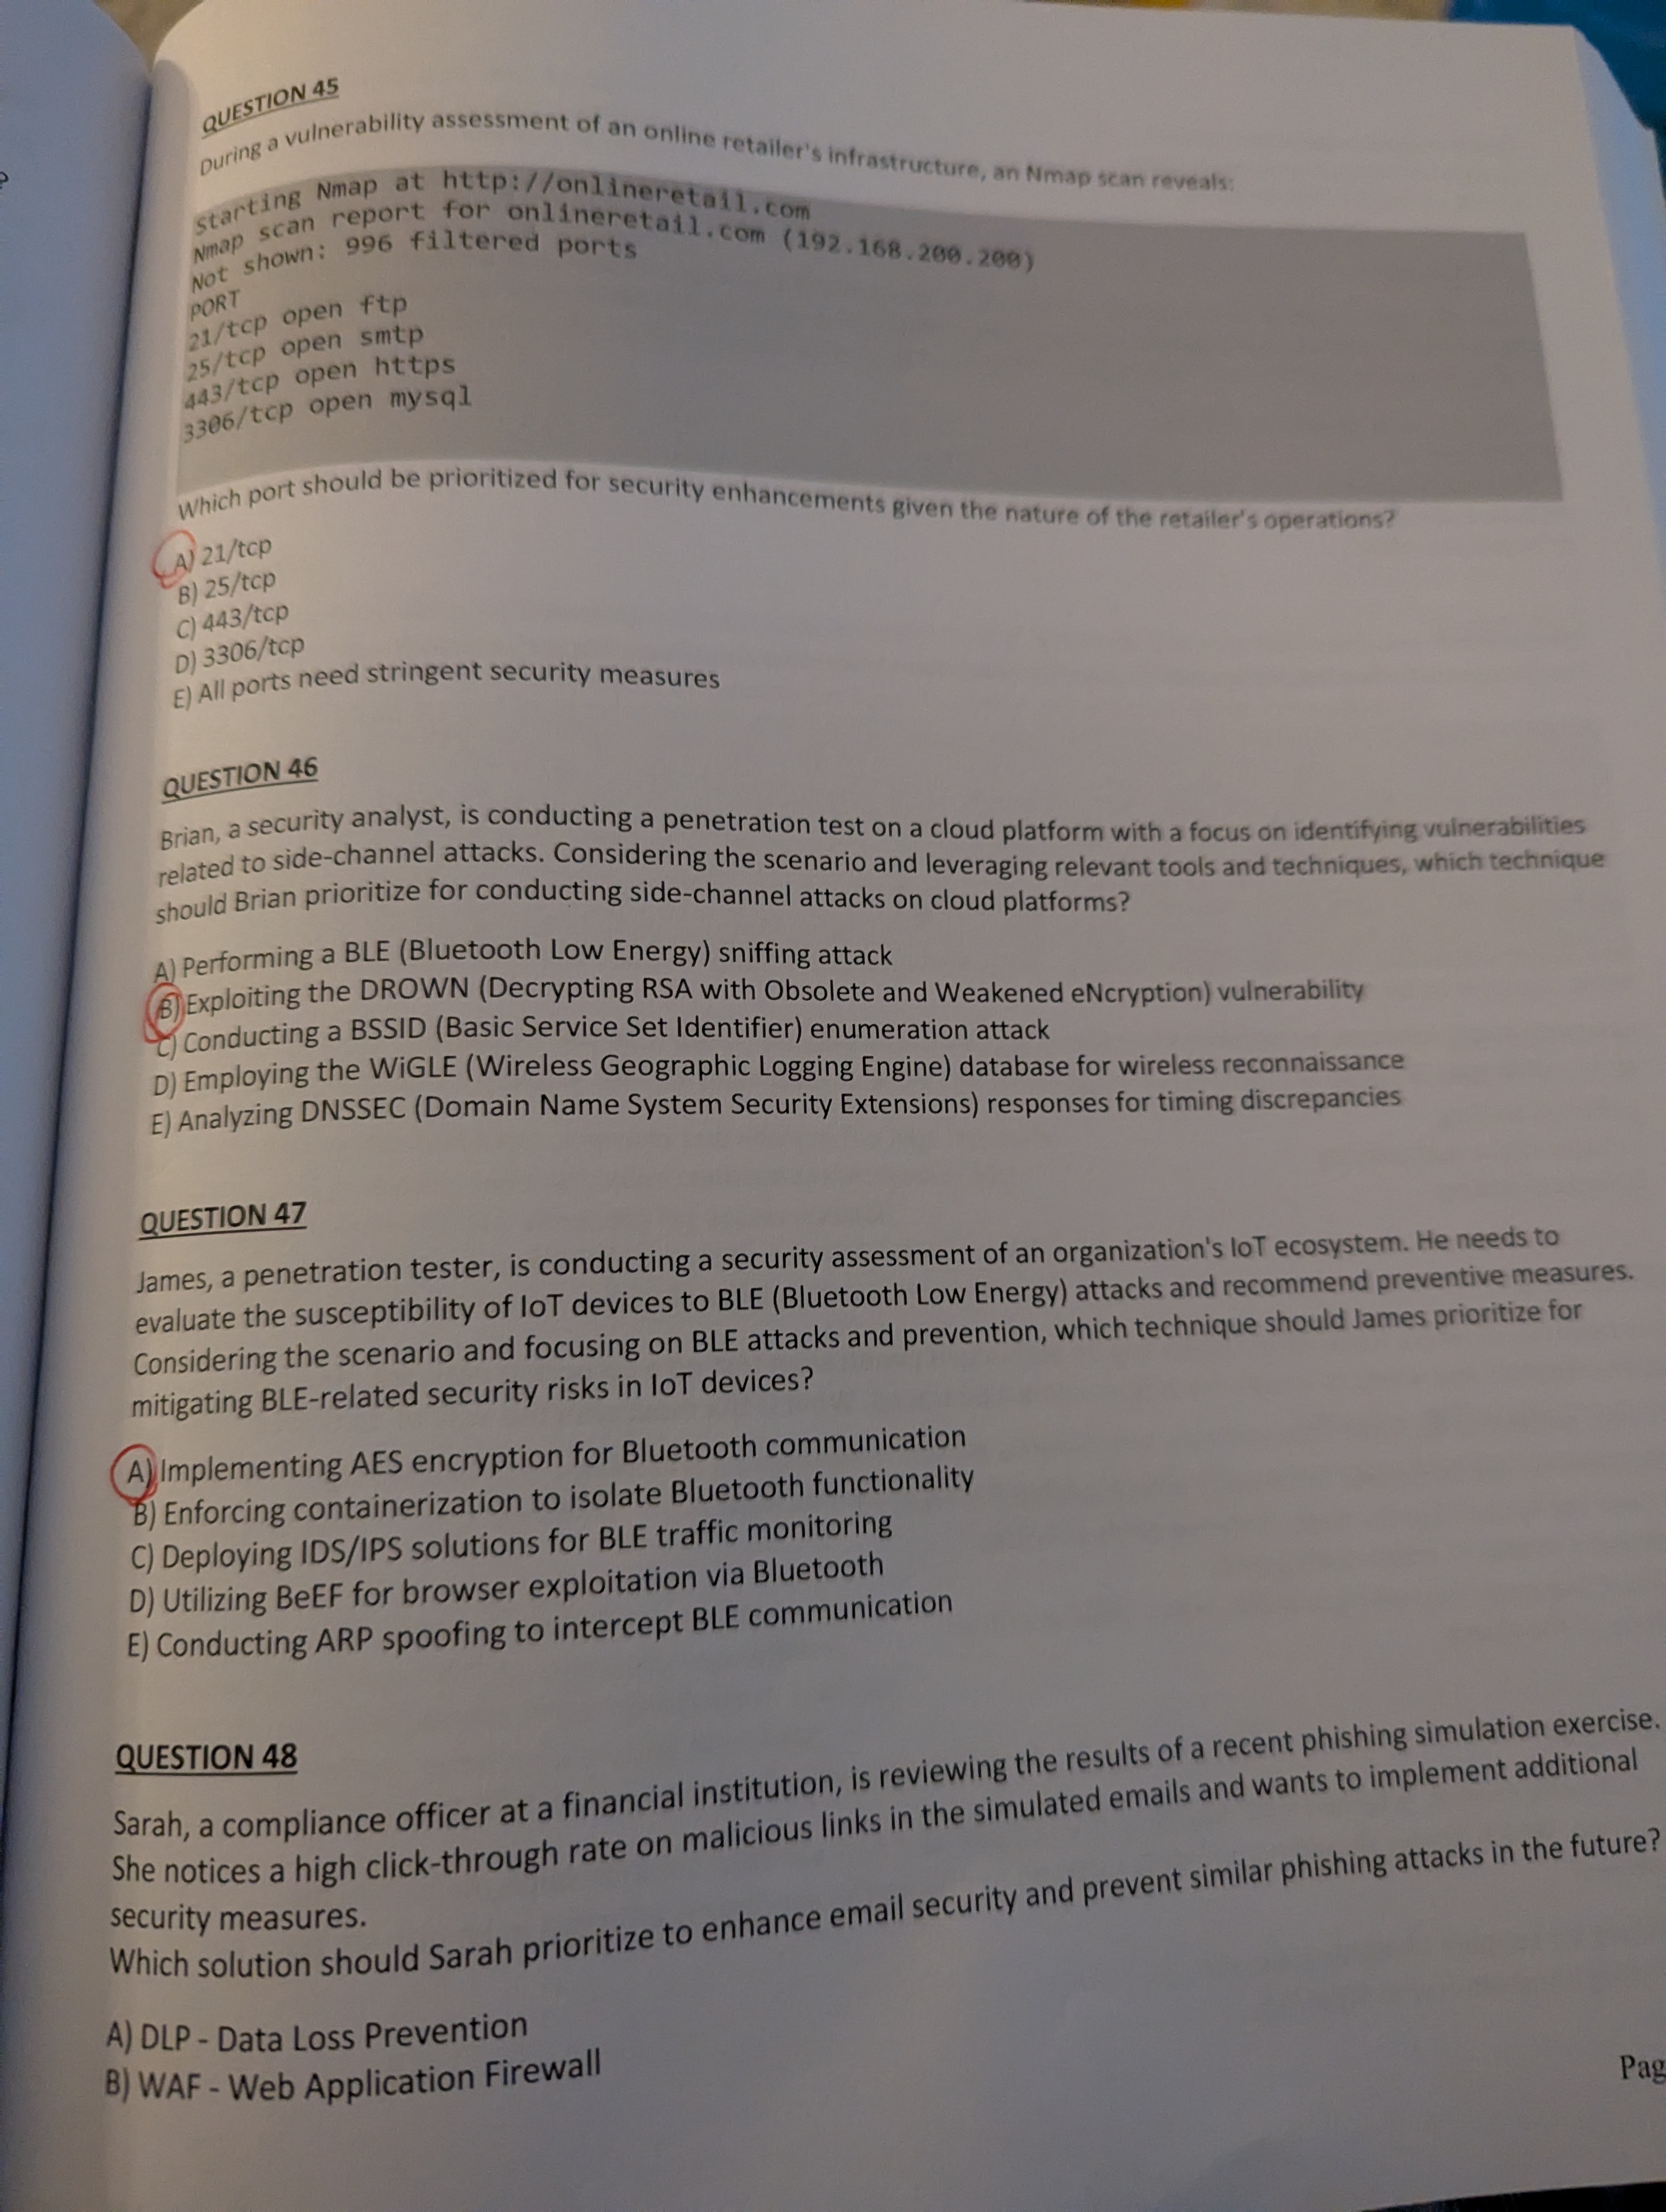 QUESTION 45
During a vulnerability assessment of an online retailer's infrastructure, an Nmap scan reveals:
starting Nmap at http://onlineretail.com
Nmap scan report for onlineretail.com (192.168.200.200)
Not shown: 996 filtered ports
PORT
21/tcp open ftp
25/tcp open smtp
443/tcp open https
3306/tcp open mysql
Which port should be prioritized for security enhancements given the nature of the retailer's operations?
A) 21/tcp
B) 25/tcp
C) 443/tcp
D) 3306/tcp
E) All ports need stringent security measures
QUESTION 46
Brian, a security analyst, is conducting a penetration test on a cloud platform with a focus on identifying vulnerabilities
related to side-channel attacks. Considering the scenario and leveraging relevant tools and techniques, which technique
should Brian prioritize for conducting side-channel attacks on cloud platforms?
A) Performing a BLE (Bluetooth Low Energy) sniffing attack
B) Exploiting the DROWN (Decrypting RSA with Obsolete and Weakened eNcryption) vulnerability
C) Conducting a BSSID (Basic Service Set Identifier) enumeration attack
D) Employing the WiGLE (Wireless Geographic Logging Engine) database for wireless reconnaissance
E) Analyzing DNSSEC (Domain Name System Security Extensions) responses for timing discrepancies
QUESTION 47
James, a penetration tester, is conducting a security assessment of an organization's IoT ecosystem. He needs to
evaluate the susceptibility of IoT devices to BLE (Bluetooth Low Energy) attacks and recommend preventive measures.
Considering the scenario and focusing on BLE attacks and prevention, which technique should James prioritize for
mitigating BLE-related security risks in IoT devices?
A) Implementing AES encryption for Bluetooth communication
B) Enforcing containerization to isolate Bluetooth functionality
C) Deploying IDS/IPS solutions for BLE traffic monitoring
D) Utilizing BeEF for browser exploitation via Bluetooth
E) Conducting ARP spoofing to intercept BLE communication
QUESTION 48
Sarah, a compliance officer at a financial institution, is reviewing the results of a recent phishing simulation exercise.
She notices a high click-through rate on malicious links in the simulated emails and wants to implement additional
security measures.
Which solution should Sarah prioritize to enhance email security and prevent similar phishing attacks in the future?
A) DLP - Data Loss Prevention
B) WAF - Web Application Firewall
Pag